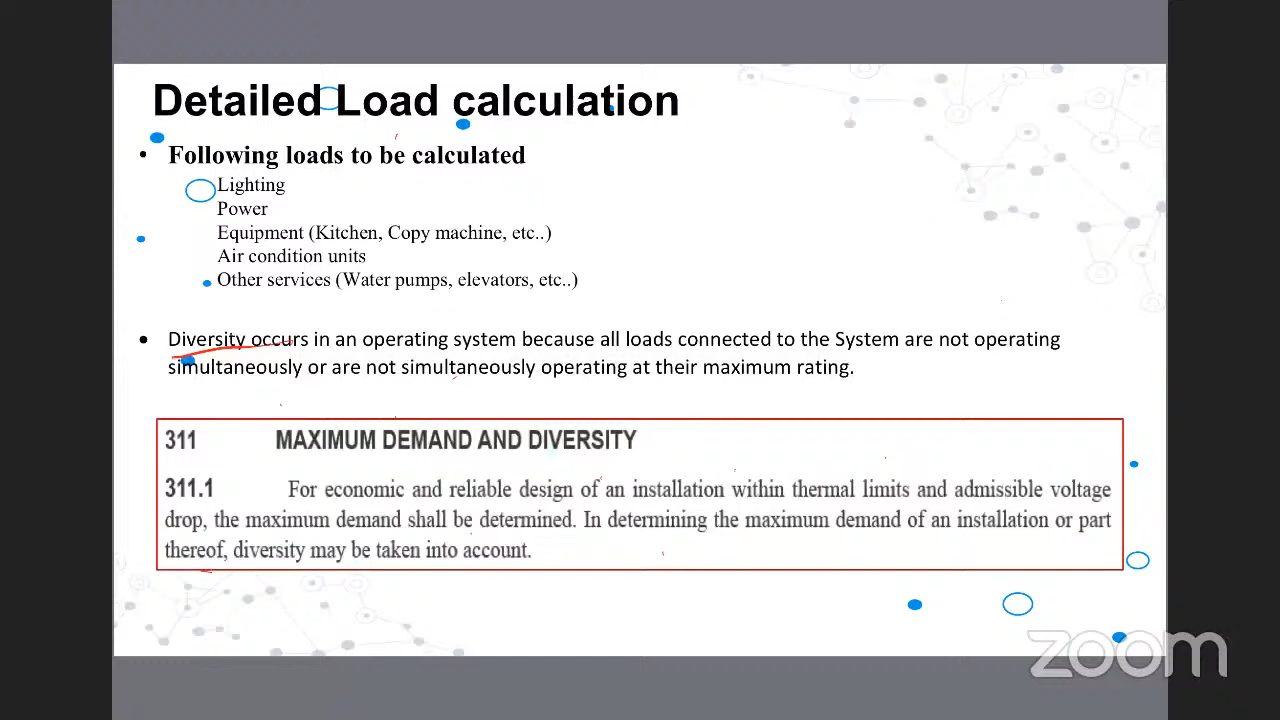 Detailed Load calculation
• Following loads to be calculated
Lighting
Power
Equipment (Kitchen, Copy machine, etc..)
Air condition units
Other services (Water pumps, elevators, etc..)
• Diversity occurs in an operating system because all loads connected to the System are not operating
simultaneously or are not simultaneously operating at their maximum rating.
311 MAXIMUM DEMAND AND DIVERSITY
311.1 For economic and reliable design of an installation within thermal limits and admissible voltage
drop, the maximum demand shall be determined. In determining the maximum demand of an installation or part
thereof, diversity may be taken into account.
zoom